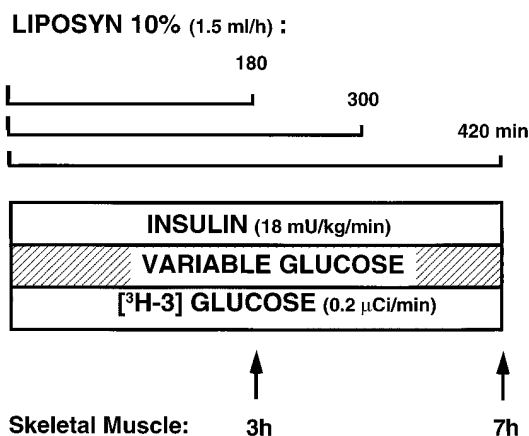 LIPOSYN 10% (1.5 ml/h) :
180
300
420 min
INSULIN (18 mU/kg/min)
VARIABLE GLUCOSE
[³H-3] GLUCOSE (0.2 µCi/min)
Skeletal Muscle: 3h 7h